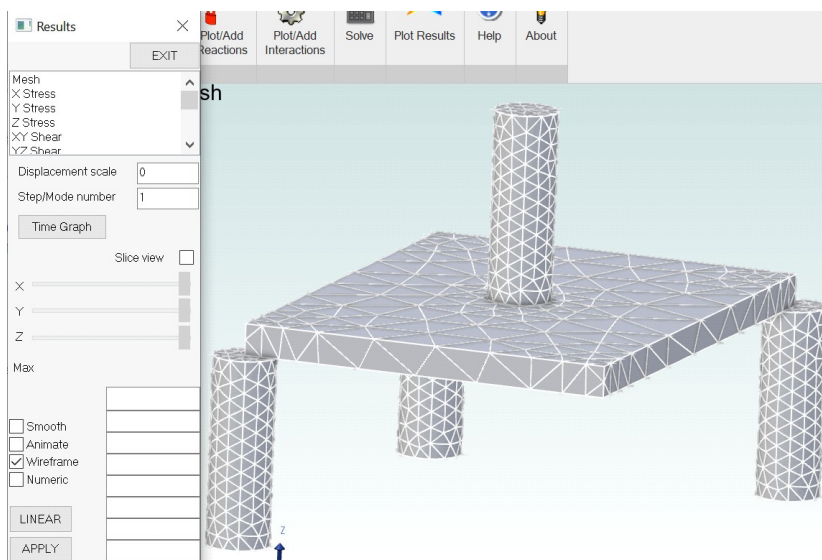 Results
EXIT
Mesh
X Stress
Y Stress
Z Stress
XY Shear
YZ Shear
Displacement scale 0
Step/Mode number 1
Time Graph
Slice view
X
Y
Z
Max
Smooth
Animate
Wireframe
Numeric
LINEAR
APPLY
Plot/Add
Reactions
Plot/Add
Interactions
Solve
Plot Results
Help
About
sh
Z